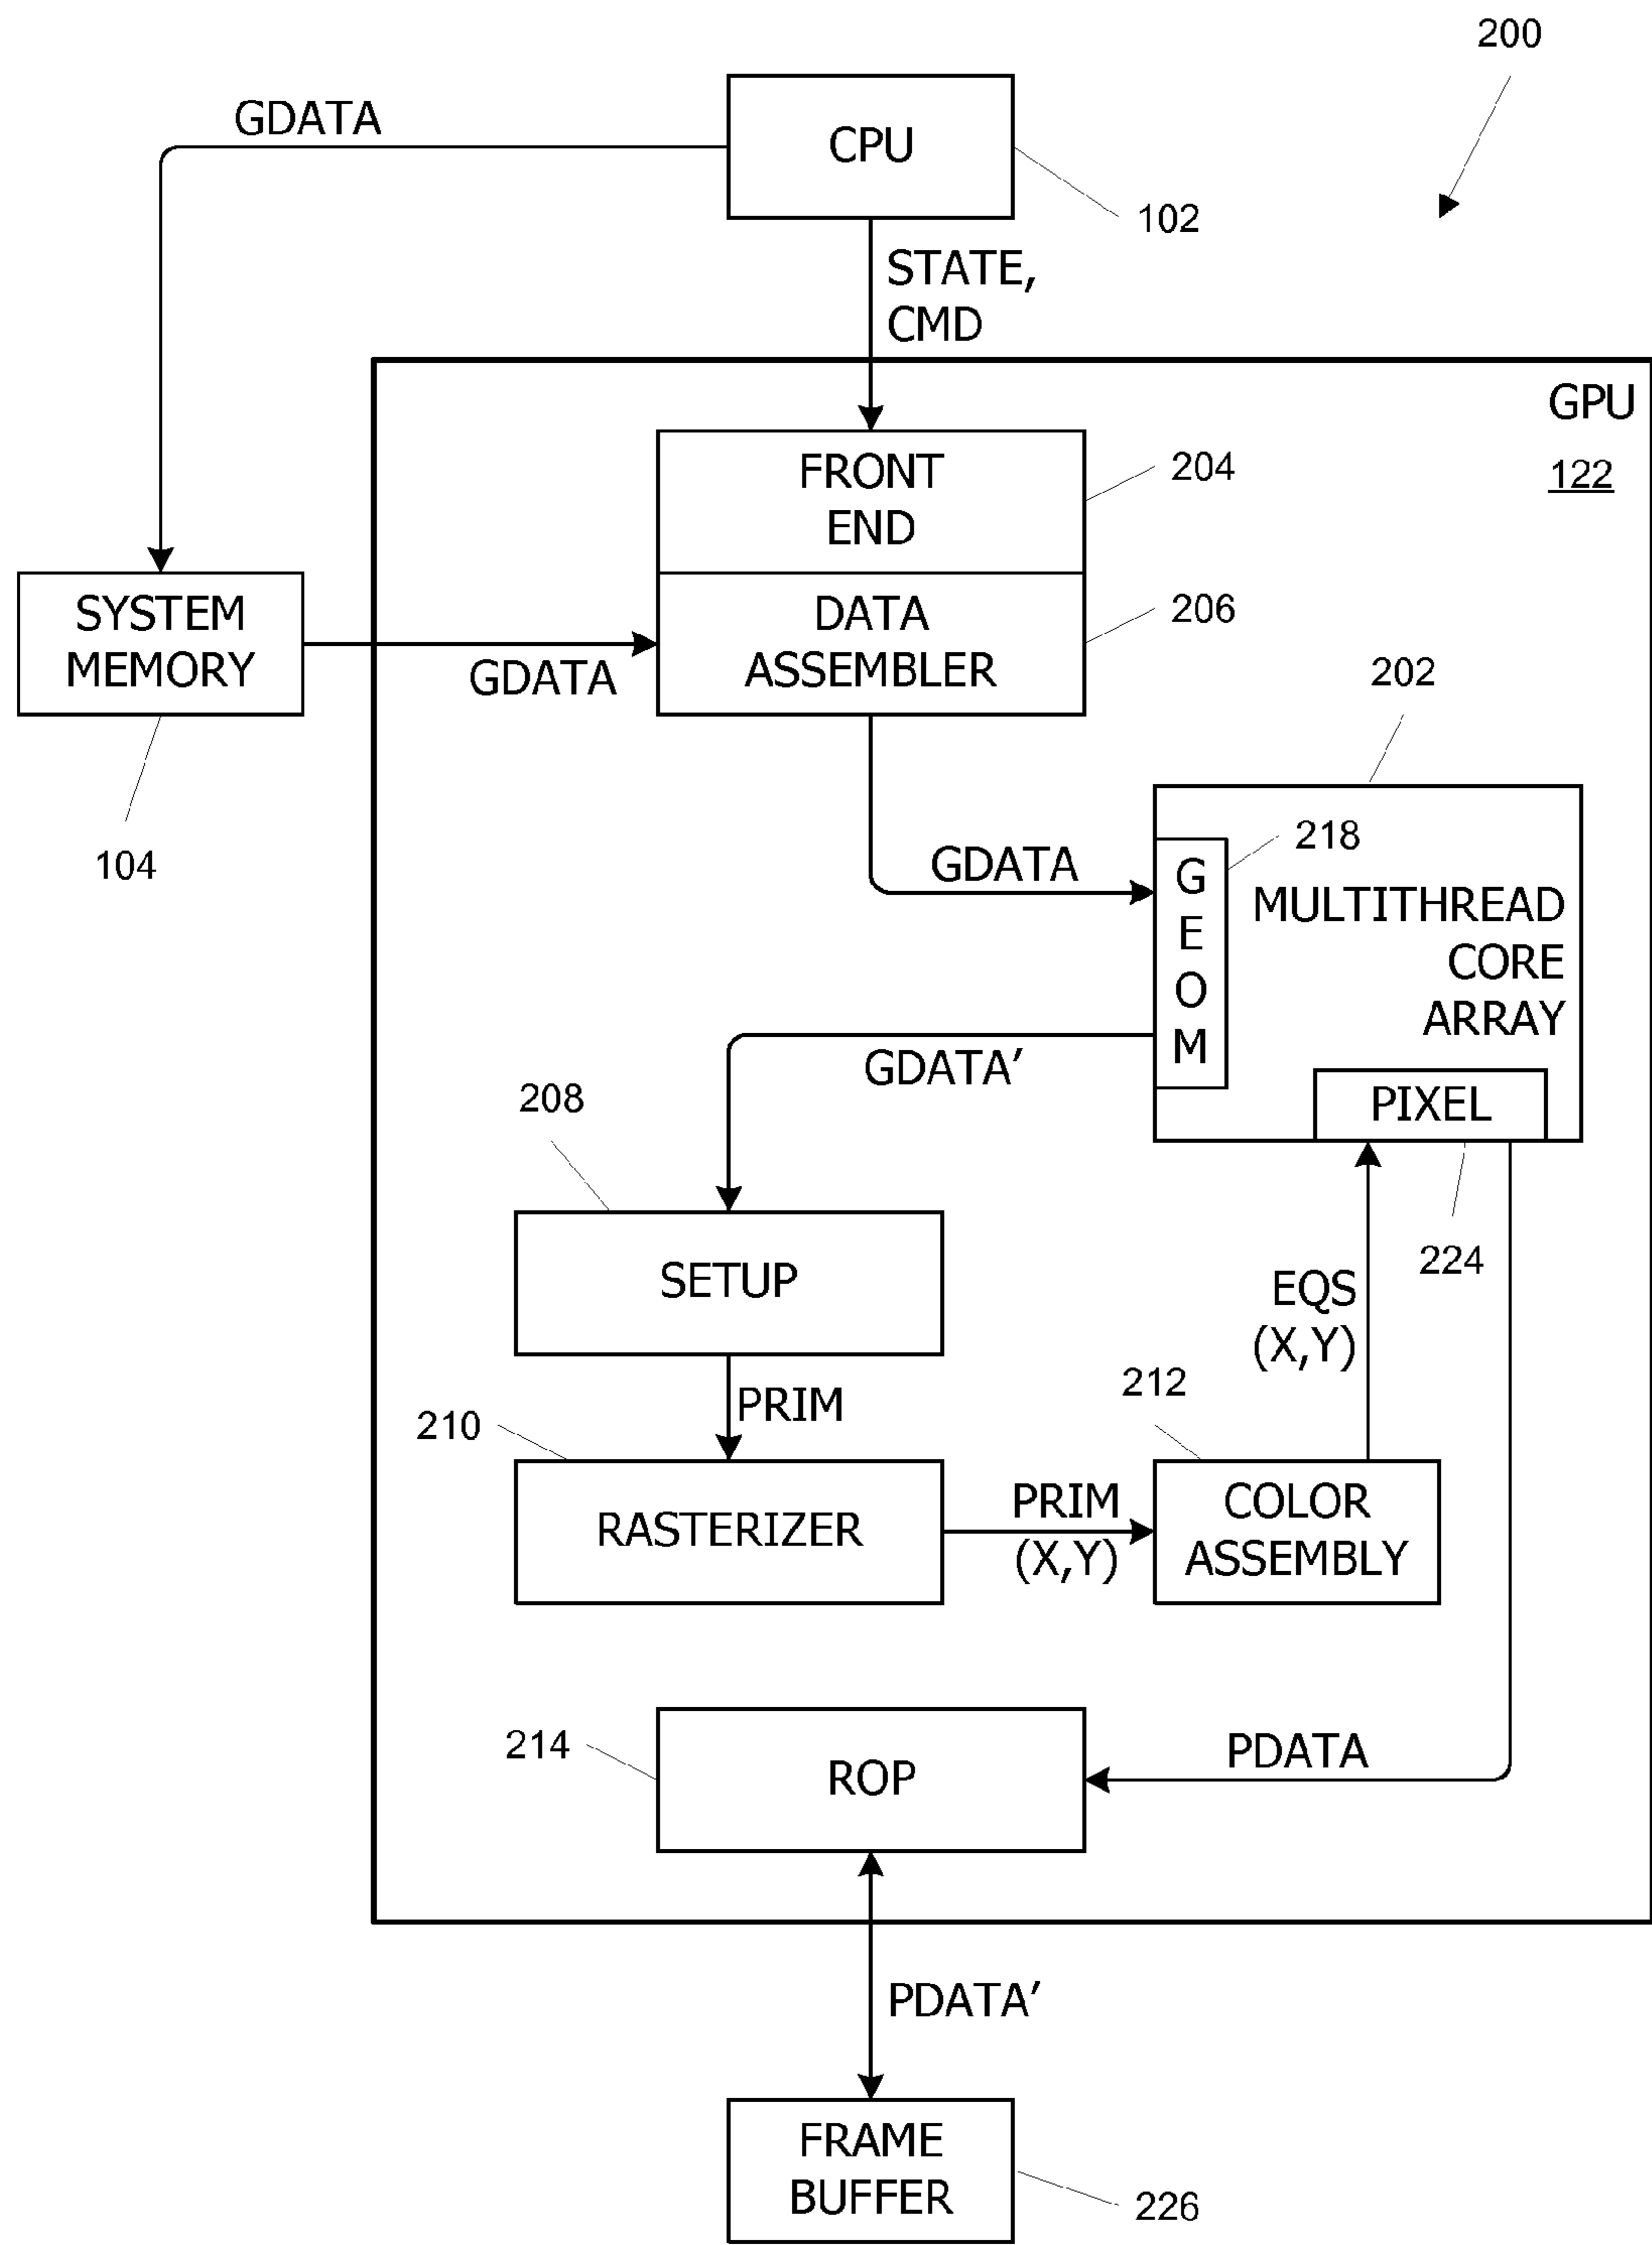 200
GDATA
CPU
102
STATE,
CMD
GPU
122
FRONT
END
204
SYSTEM
MEMORY
104
GDATA
DATA
ASSEMBLER
206
202
218
GDATA
GEOM
MULTITHREAD
CORE
ARRAY
GDATA’
PIXEL
224
208
SETUP
EQS
(X,Y)
PRIM
210
212
RASTERIZER
PRIM
(X,Y)
COLOR
ASSEMBLY
214
ROP
PDATA
PDATA’
FRAME
BUFFER
226